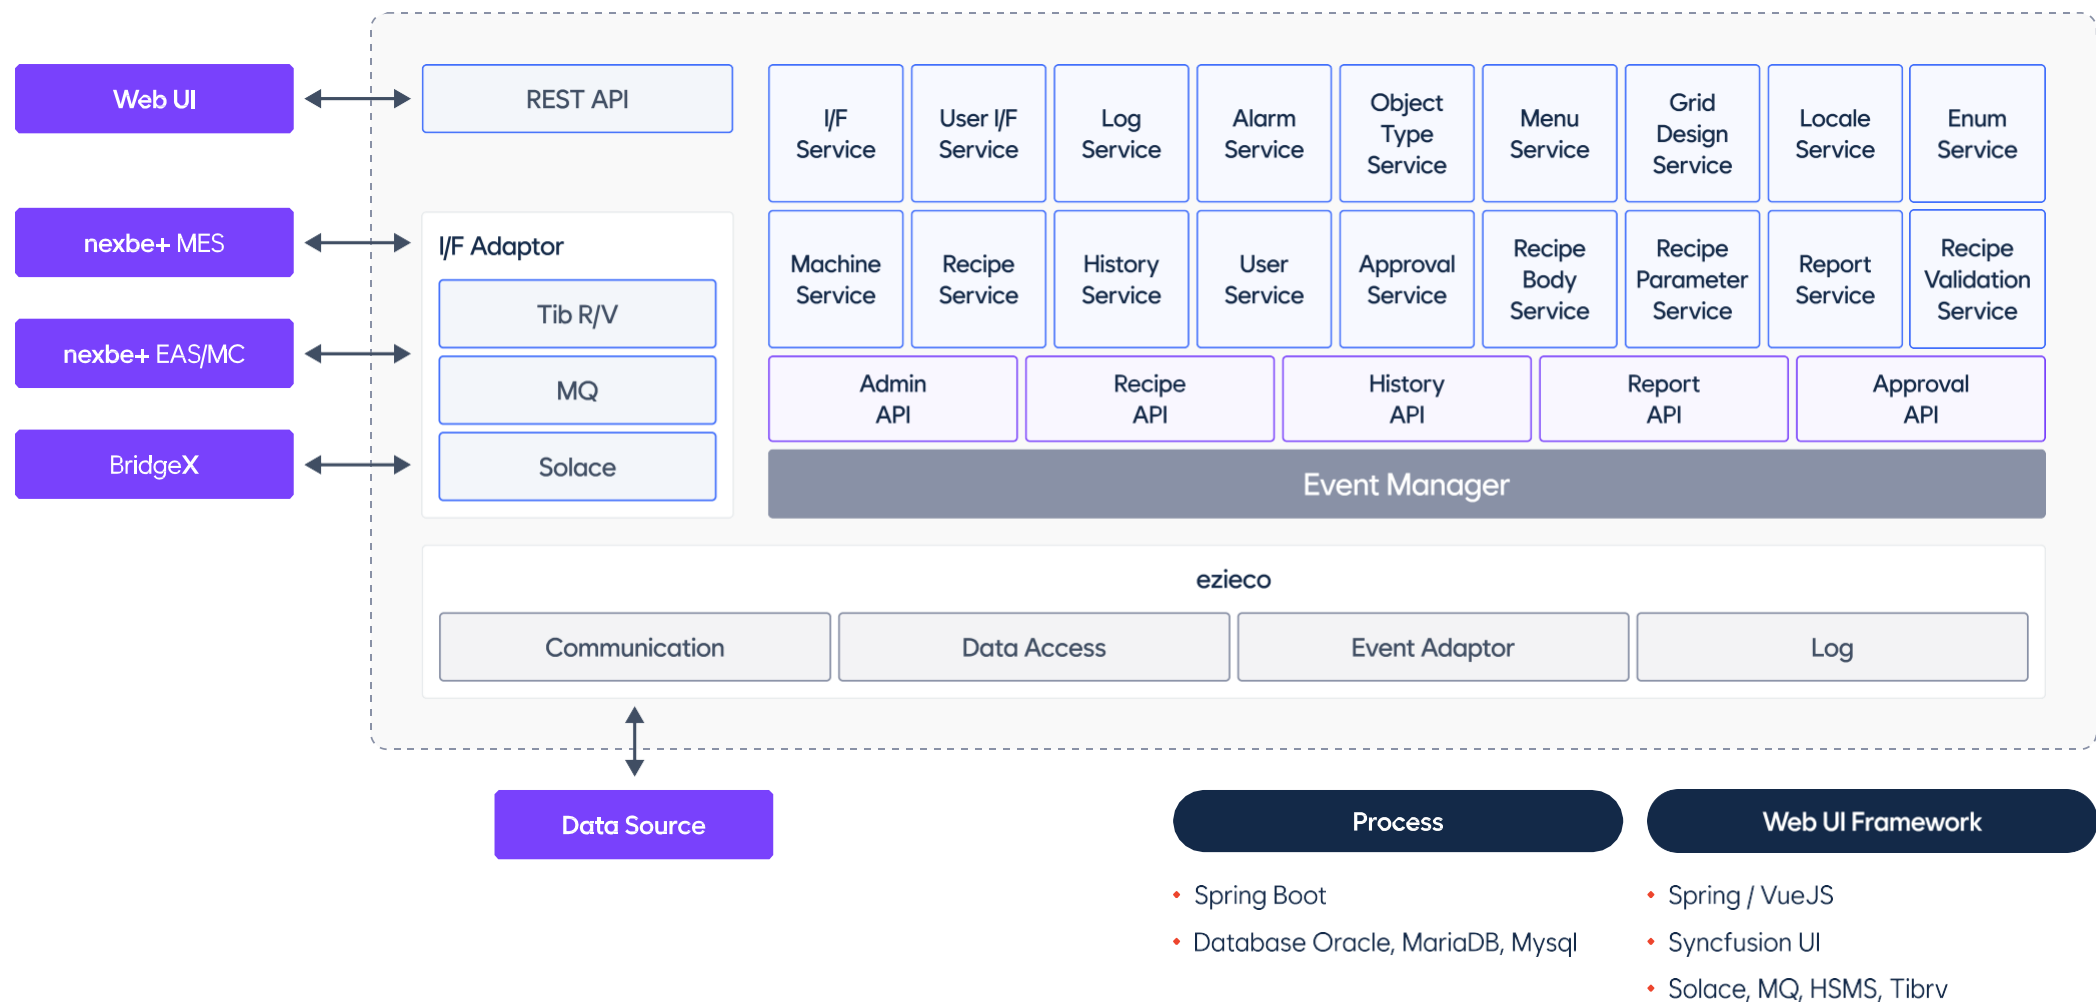 Web UI
REST API
nexbe+ MES
nexbe+ EAS/MC
BridgeX
I/F Adaptor
Tib R/V
MQ
Solace
I/F
Service
User I/F
Service
Log
Service
Alarm
Service
Object
Type
Service
Menu
Service
Grid
Design
Service
Locale
Service
Enum
Service
Machine
Service
Recipe
Service
History
Service
User
Service
Approval
Service
Recipe
Body
Service
Recipe
Parameter
Service
Report
Service
Recipe
Validation
Service
Admin
API
Recipe
API
History
API
Report
API
Approval
API
Event Manager
ezieco
Communication
Data Access
Event Adaptor
Log
Data Source
Process
• Spring Boot
• Database Oracle, MariaDB, Mysql
Web UI Framework
• Spring / VueJS
• Syncfusion UI
• Solace, MQ, HSMS, Tibrv